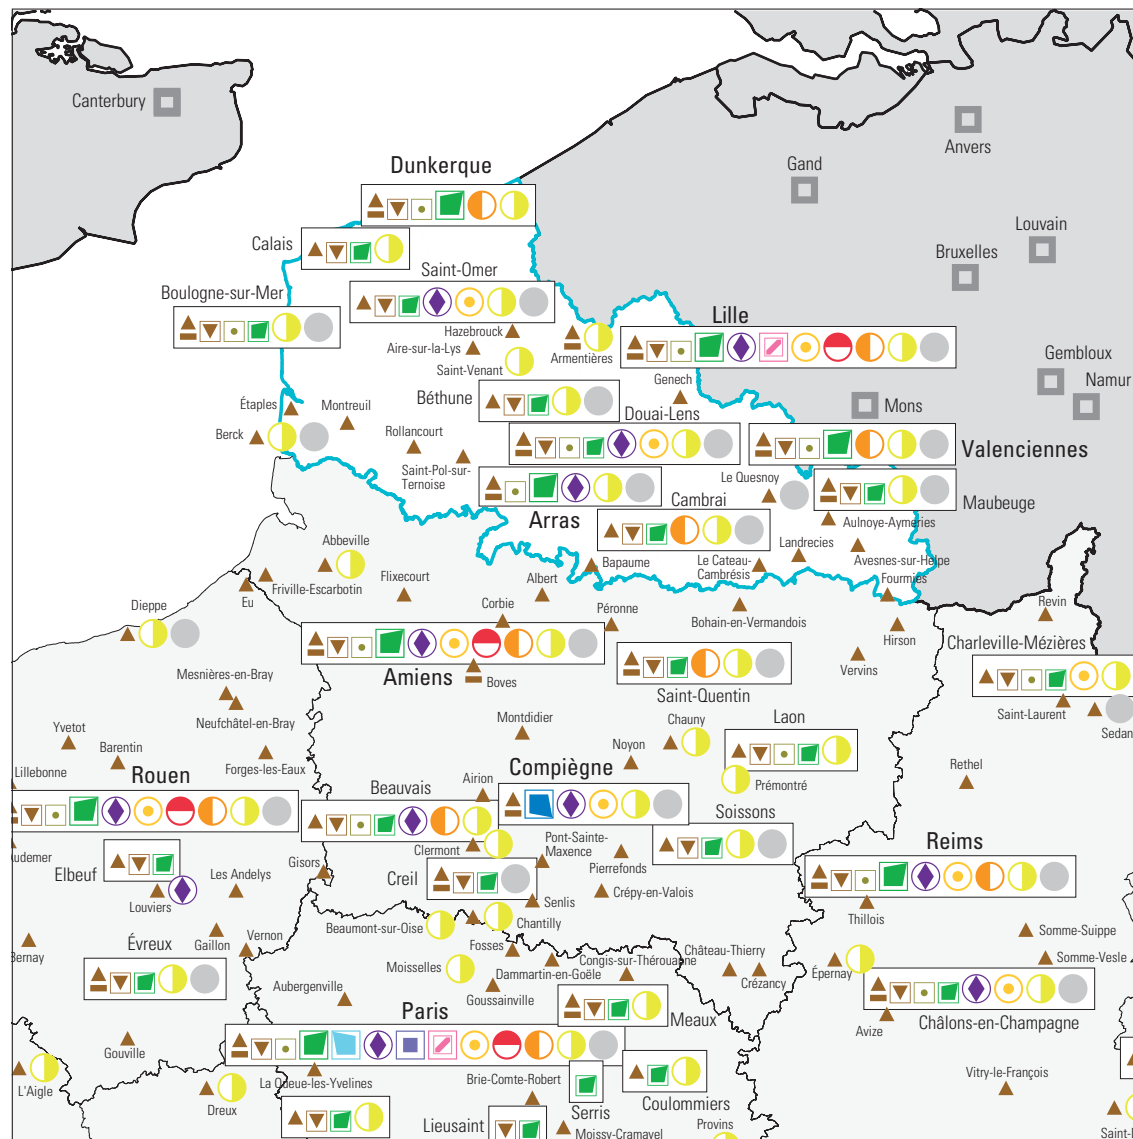 Canterbury
Anvers
Gand
Dunkerque
Louvain
Calais
Bruxelles
Saint-Omer
Boulogne-sur-Mer
Lille
Hazebrouck
Aire-sur-la-Lys
Armentières
Saint-Venant
Gembloux
Namur
Genech
Béthune
Étaples
Montreuil
Douai-Lens
Mons
Berck
Rollancourt
Valenciennes
Saint-Pol-sur-
Ternoise
Le Quesnoy
Cambrai
Maubeuge
Arras
Aulnoye-Aymeries
Landrecies
Abbeville
Bapaume
Le Cateau-
Cambrésis
Avesnes-sur-Helpe
Fourmies
Flixecourt
Albert
Friville-Escarbotin
Eu
Dieppe
Corbie
Péronne
Bohain-en-Vermandois
Revin
Hirson
Charleville-Mézières
Vervins
Mesnières-en-Bray
Amiens
Boves
Saint-Quentin
Neufchâtel-en-Bray
Saint-Laurent
Sedan
Montdidier
Chauny
Laon
Yvetot
Barentin
Noyon
Forges-les-Eaux
Rethel
Lillebonne
Rouen
Airion
Compiègne
Prémontré
Beauvais
Soissons
Pont-Sainte-
Maxence
Reims
Clermont
udemer
Pierrefonds
Elbeuf
Gisors
Creil
Les Andelys
Crépy-en-Valois
Louviers
Senlis
Thillois
Beaumont-sur-Oise
Chantilly
Somme-Suippe
Évreux
Gaillon
Vernon
Fosses
Château-Thierry
Bernay
Congis-sur-Thérouanne
Somme-Vesle
Moisselles
Dammartin-en-Goële
Crézancy
Épernay
Aubergenville
Goussainville
Paris
Meaux
Avize
Châlons-en-Champagne
Gouville
La Queue-les-Yvelines
Brie-Comte-Robert
Vitry-le-François
L'Aigle
Dreux
Serris
Coulommiers
Lieusaint
Moissy-Cramayel
Provins